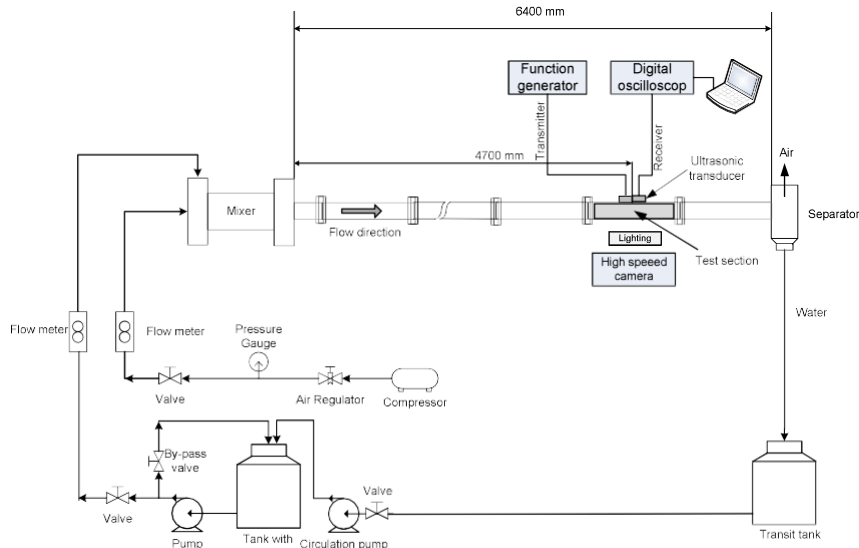 6400 mm
Function
generator
Digital
oscilloscop
Transmitter
Receiver
4700 mm
Ultrasonic
transducer
Air
Mixer
Flow direction
Separator
Lighting
High speeed
camera
Test section
Water
Flow meter
Flow meter
Pressure
Gauge
Valve
Air Regulator
Compressor
By-pass
valve
Valve
Valve
Pump
Tank with
Circulation pump
Transit tank